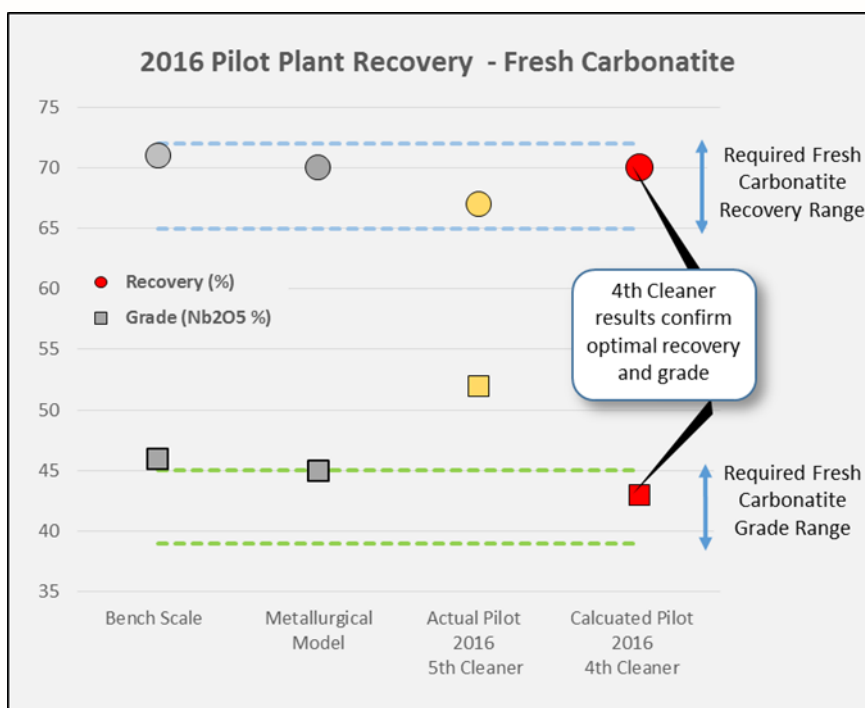 2016 Pilot Plant Recovery - Fresh Carbonatite
75
70
65
60
55
50
45
40
35
Recovery (%)
Grade (Nb2O5 %)
Required Fresh
Carbonatite
Recovery Range
4th Cleaner
results confirm
optimal recovery
and grade
Required Fresh
Carbonatite
Grade Range
Bench Scale
Metallurgical
Model
Actual Pilot
2016
5th Cleaner
Calcuated Pilot
2016
4th Cleaner